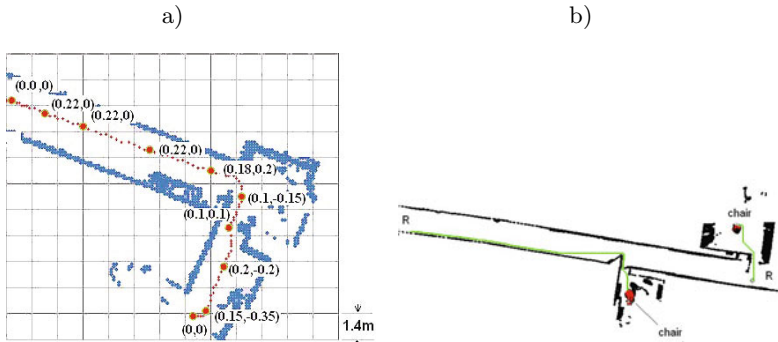 a)
b)
(0.0,0)
(0.22,0)
(0.22,0)
(0.22,0)
(0.18,0.2)
(0.1,-0.15)
(0.1,0.1)
(0.2,-0.2)
(0.15,-0.35)
(0,0)
1.4m
R
chair
R
chair